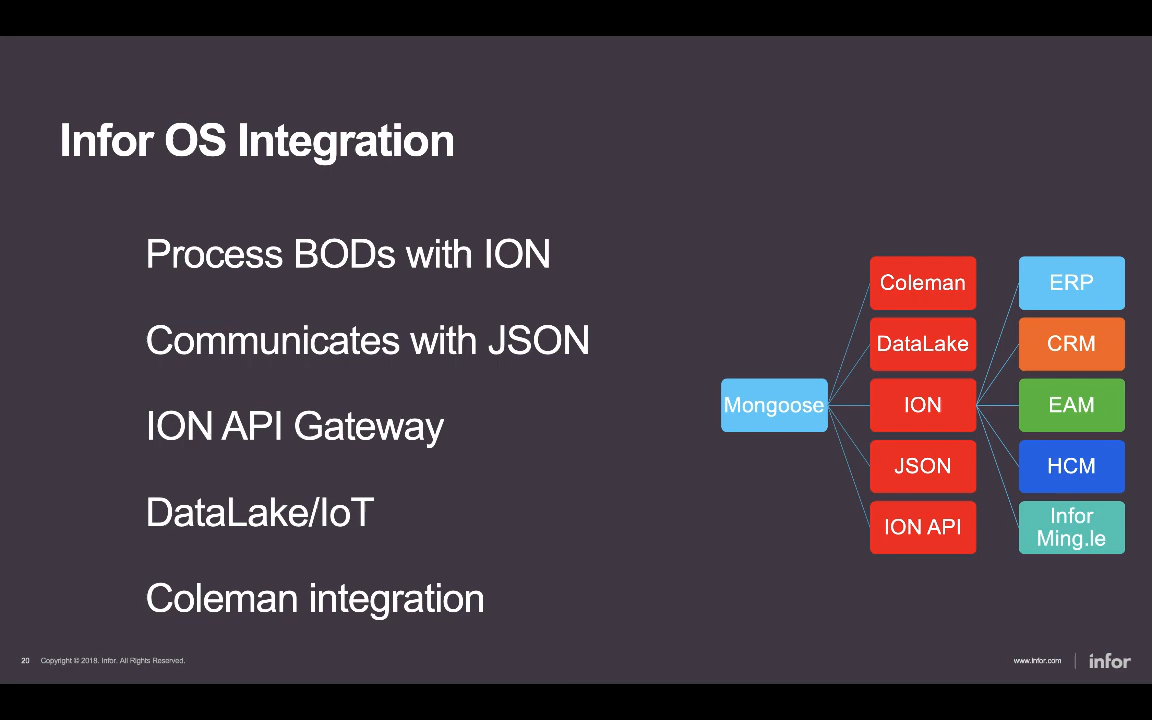 Infor OS Integration
Process BODs with ION
Communicates with JSON
ION API Gateway
DataLake/IoT
Coleman integration
Mongoose
Coleman
DataLake
ION
JSON
ION API
ERP
CRM
EAM
HCM
Infor
Ming.le
20 Copyright © 2018. Infor. All Rights Reserved.
www.infor.com
infor